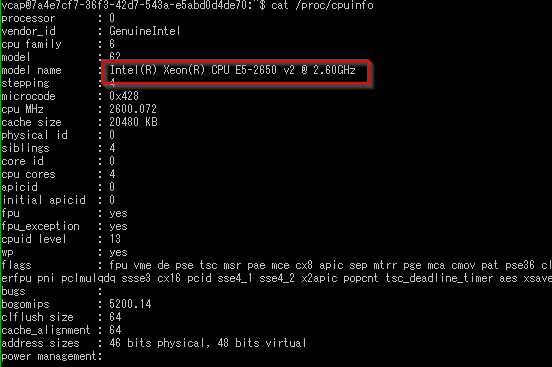 vcap@7a4e7cf7-36f3-42d7-543a-e5abd0d4de70:~$ cat /proc/cpuinfo
processor : 0
vendor_id : GenuineIntel
cpu family : 6
model : 62
model name : Intel(R) Xeon(R) CPU E5-2650 v2 @ 2.60GHz
stepping : 4
microcode : 0x428
cpu MHz : 2600.072
cache size : 20480 KB
physical id : 0
siblings : 4
core id : 0
cpu cores : 4
apicid : 0
initial apicid : 0
fpu : yes
fpu_exception : yes
cpuid level : 13
wp : yes
flags : fpu vme de pse tsc msr pae mce cx8 apic sep mtrr pge mca cmov pat pse36 cl
erfpu pni pclmulqdq ssse3 cx16 pcid sse4_1 sse4_2 x2apic popcnt tsc_deadline_timer aes xsave
bugs :
bogomips : 5200.14
clflush size : 64
cache_alignment : 64
address sizes : 46 bits physical, 48 bits virtual
power management: